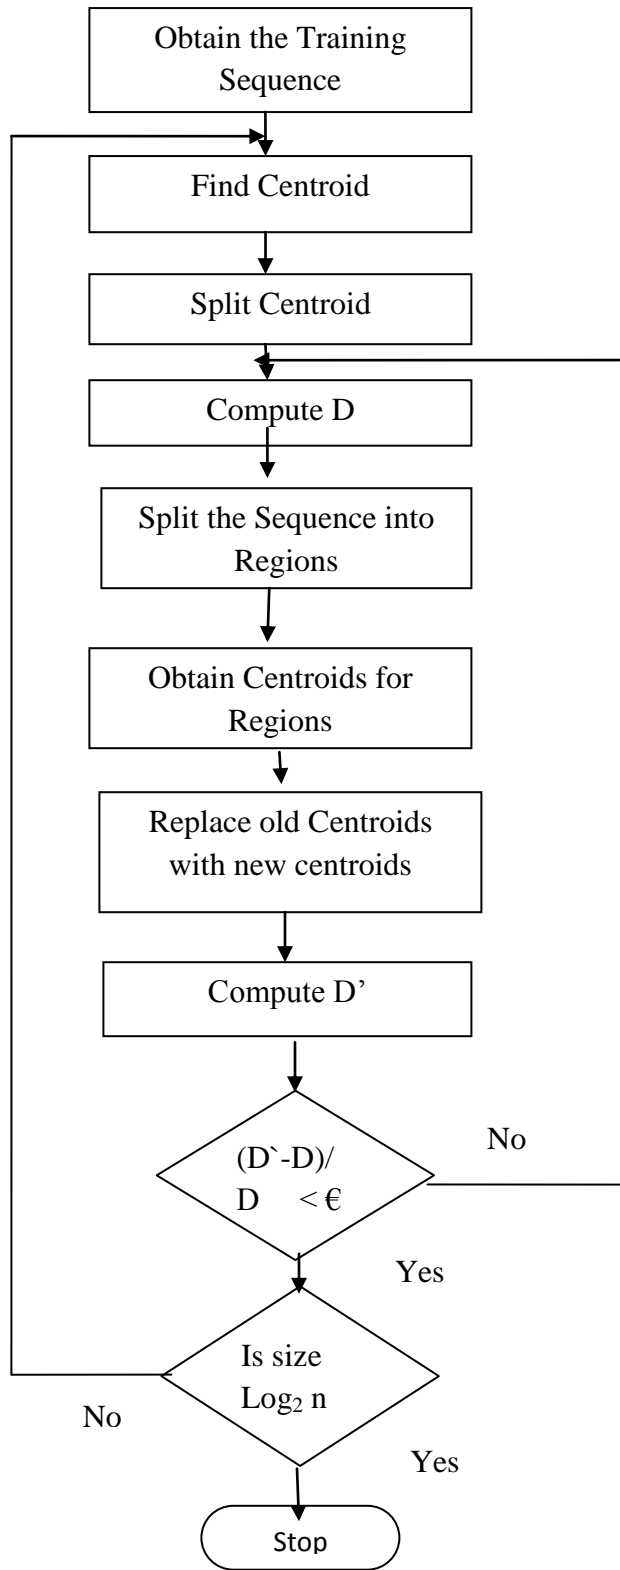 Obtain the Training
Sequence
Find Centroid
Split Centroid
Compute D
Split the Sequence into
Regions
Obtain Centroids for
Regions
Replace old Centroids
with new centroids
Compute D’
(D`-D)/
D < €
No
Yes
Is size
Log₂ n
No
Yes
Stop